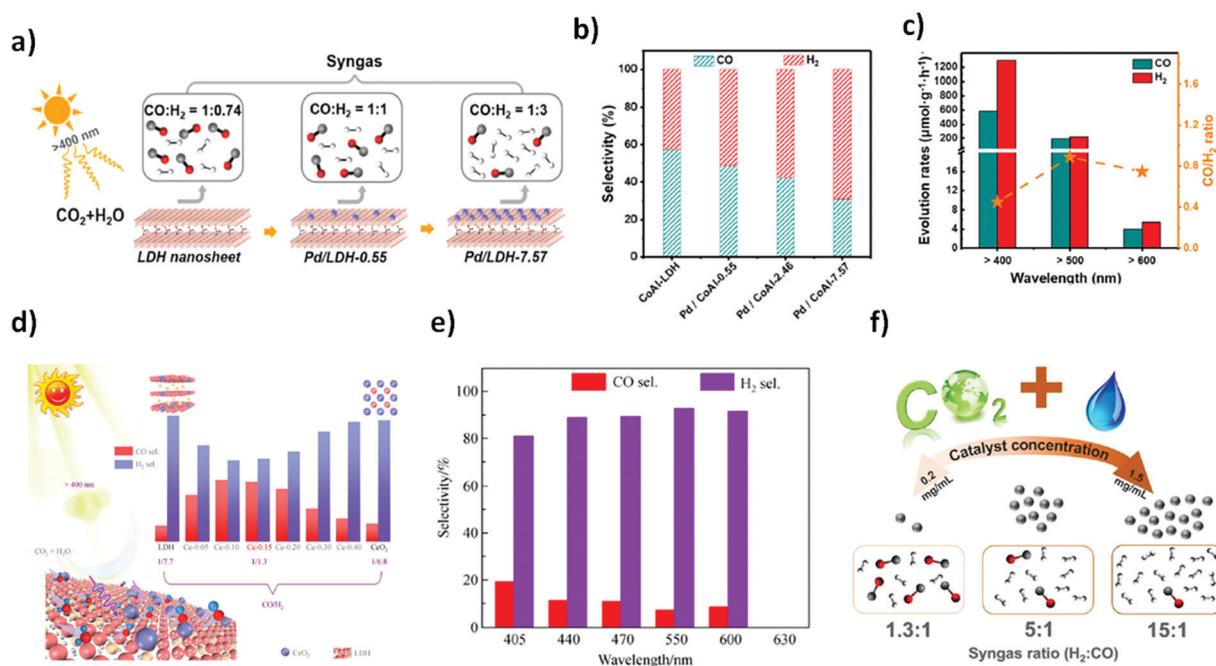 a)
Syngas
CO:H₂ = 1:0.74
CO:H₂ = 1:1
CO:H₂ = 1:3
>400 nm
CO₂+H₂O
LDH nanosheet
Pd/LDH-0.55
Pd/LDH-7.57
b)
CO
H₂
100
80
60
40
20
0
Selectivity (%)
CoAl-LDH
Pd / CoAl-0.55
Pd / CoAl-2.46
Pd / CoAl-7.57
c)
CO
H₂
1200
1000
800
600
400
200
16
12
8
4
0
Evolution rates (µmol·g⁻¹·h⁻¹)
1.6
1.2
0.8
0.4
0.0
CO/H₂ ratio
> 400
> 500
> 600
Wavelength (nm)
d)
CO sel.
H₂ sel.
> 400 nm
CO₂ + H₂O
LDH
Ce-0.05
Ce-0.10
Ce-0.15
Ce-0.20
Ce-0.30
Ce-0.40
CeO₂
1/7.7
1/1.3
1/6.8
CO/H₂
CeO₂
LDH
e)
CO sel.
H₂ sel.
100
80
60
40
20
0
Selectivity/%
405
440
470
550
600
630
Wavelength/nm
f)
CO₂
Catalyst concentration
0.2
mg/mL
1.5
mg/mL
1.3:1
5:1
15:1
Syngas ratio (H₂:CO)